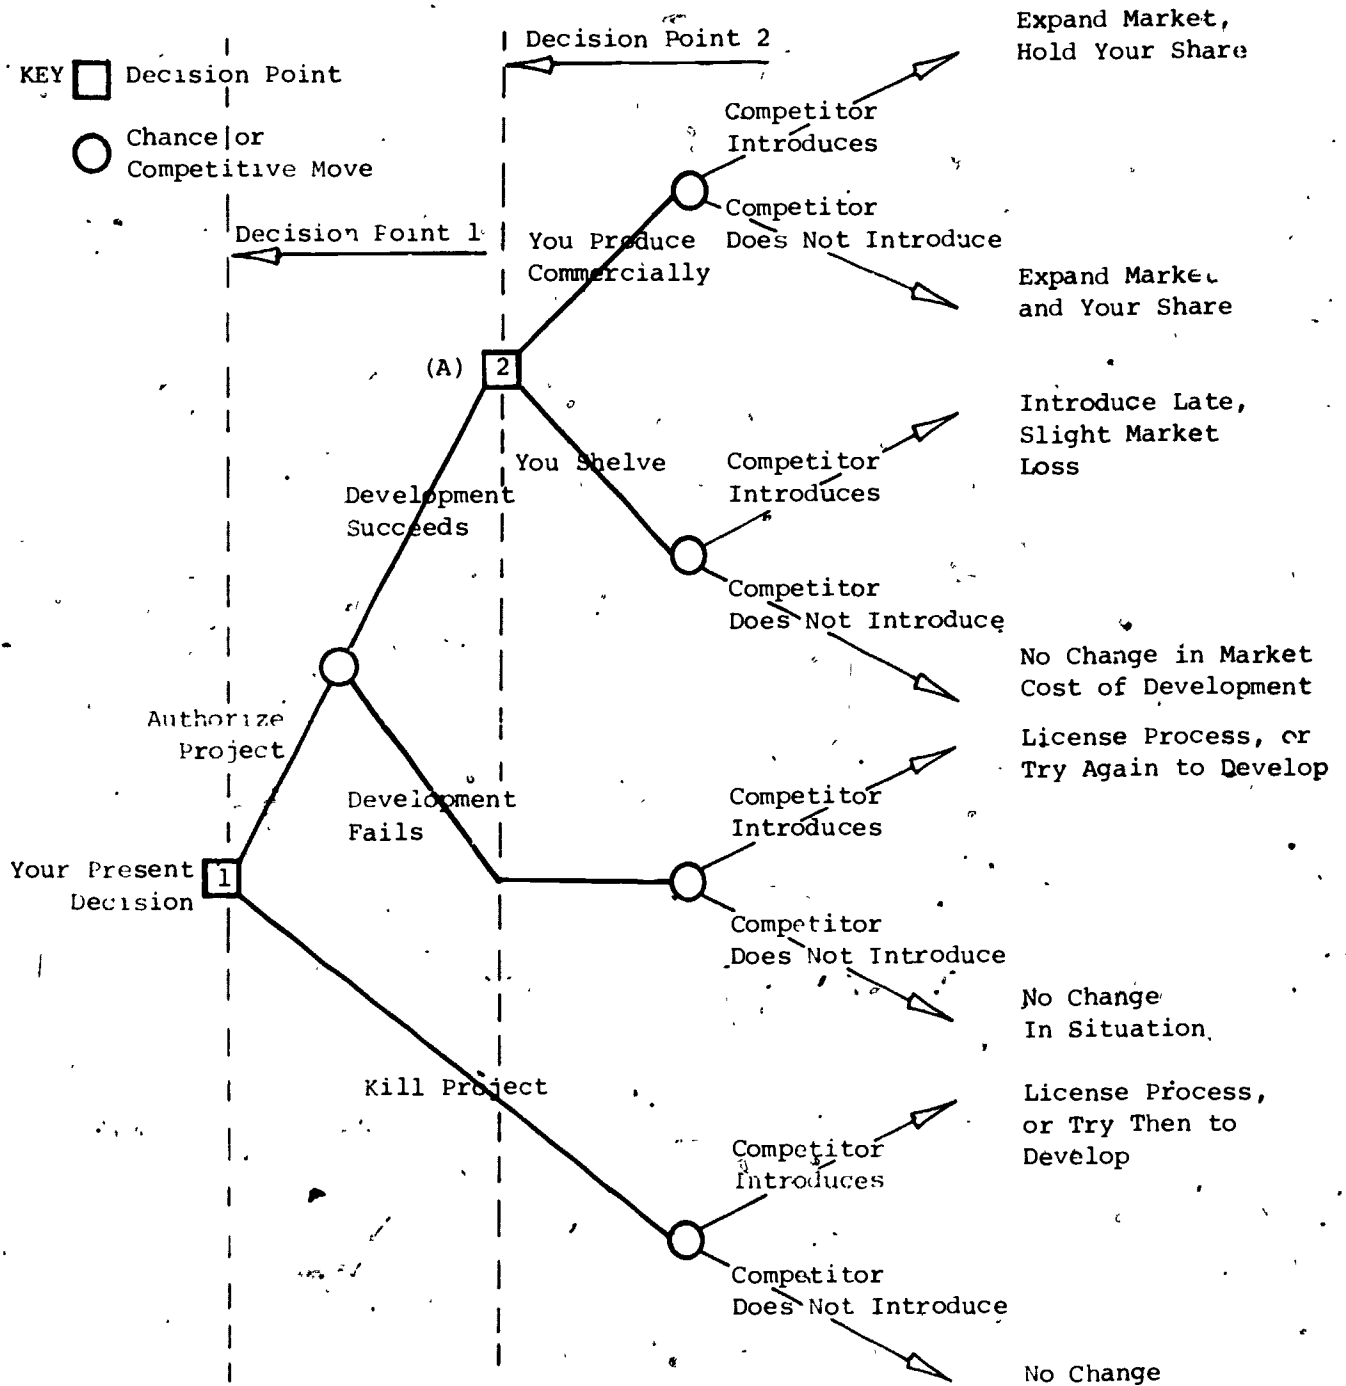 Expand Market,
Hold Your Share
Decision Point 2
KEY Decision Point
Competitor
Introduces
Chance or
Competitive Move
Competitor
Does Not Introduce
Decision Point 1
You Produce
Commercially
Expand Market
and Your Share
(A) 2
Introduce Late,
Slight Market
Loss
You Shelve
Competitor
Introduces
Development
Succeeds
Competitor
Does Not Introduce
No Change in Market
Cost of Development
Authorize
Project
License Process, or
Try Again to Develop
Competitor
Introduces
Development
Fails
Your Present
Decision
1
Competitor
Does Not Introduce
No Change
In Situation
Kill Project
License Process,
or Try Then to
Develop
Competitor
Introduces
Competitor
Does Not Introduce
No Change